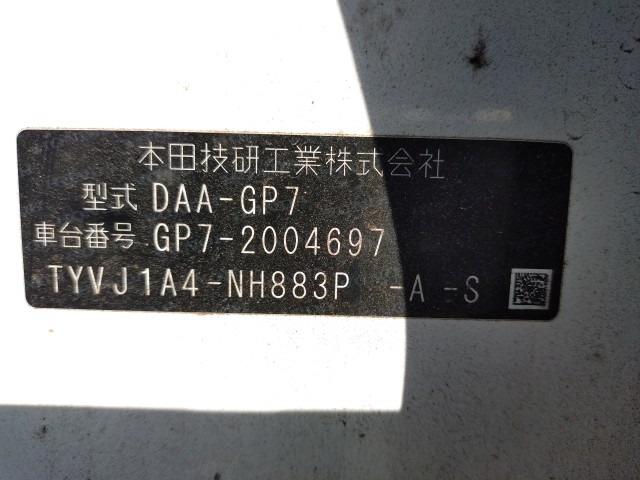 本田技研工業株式会社
型式 DAA-GP7
車台番号 GP7-2004697
TYVJ1A4-NH883P -A -S